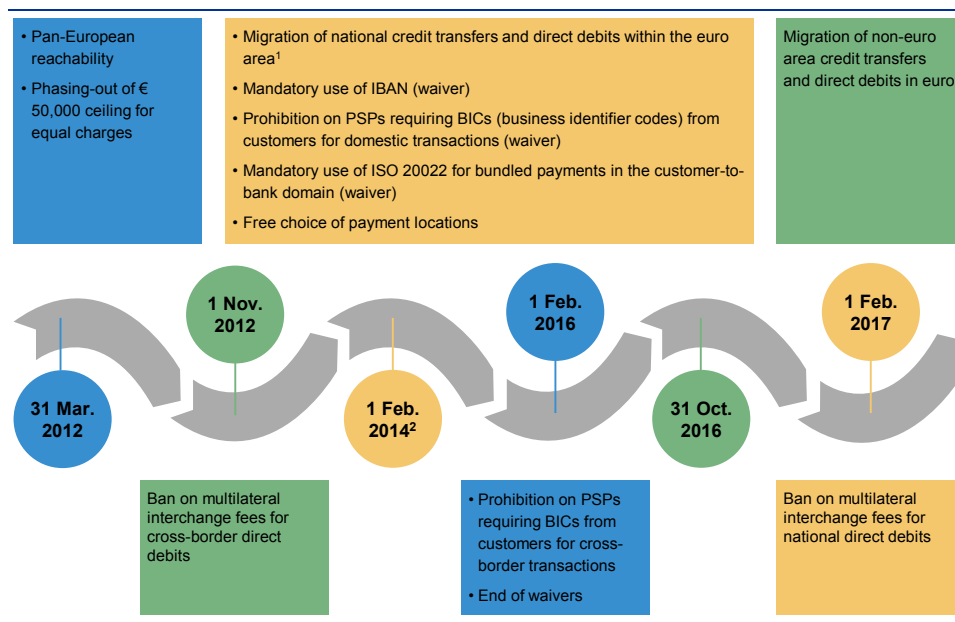 • Pan-European
reachability
• Phasing-out of €
50,000 ceiling for
equal charges
• Migration of national credit transfers and direct debits within the euro
area1
• Mandatory use of IBAN (waiver)
• Prohibition on PSPs requiring BICs (business identifier codes) from
customers for domestic transactions (waiver)
• Mandatory use of ISO 20022 for bundled payments in the customer-to-
bank domain (waiver)
• Free choice of payment locations
Migration of non-euro
area credit transfers
and direct debits in euro
31 Mar.
2012
1 Nov.
2012
1 Feb.
2014²
1 Feb.
2016
31 Oct.
2016
1 Feb.
2017
Ban on multilateral
interchange fees for
cross-border direct
debits
• Prohibition on PSPs
requiring BICs from
customers for cross-
border transactions
• End of waivers
Ban on multilateral
interchange fees for
national direct debits